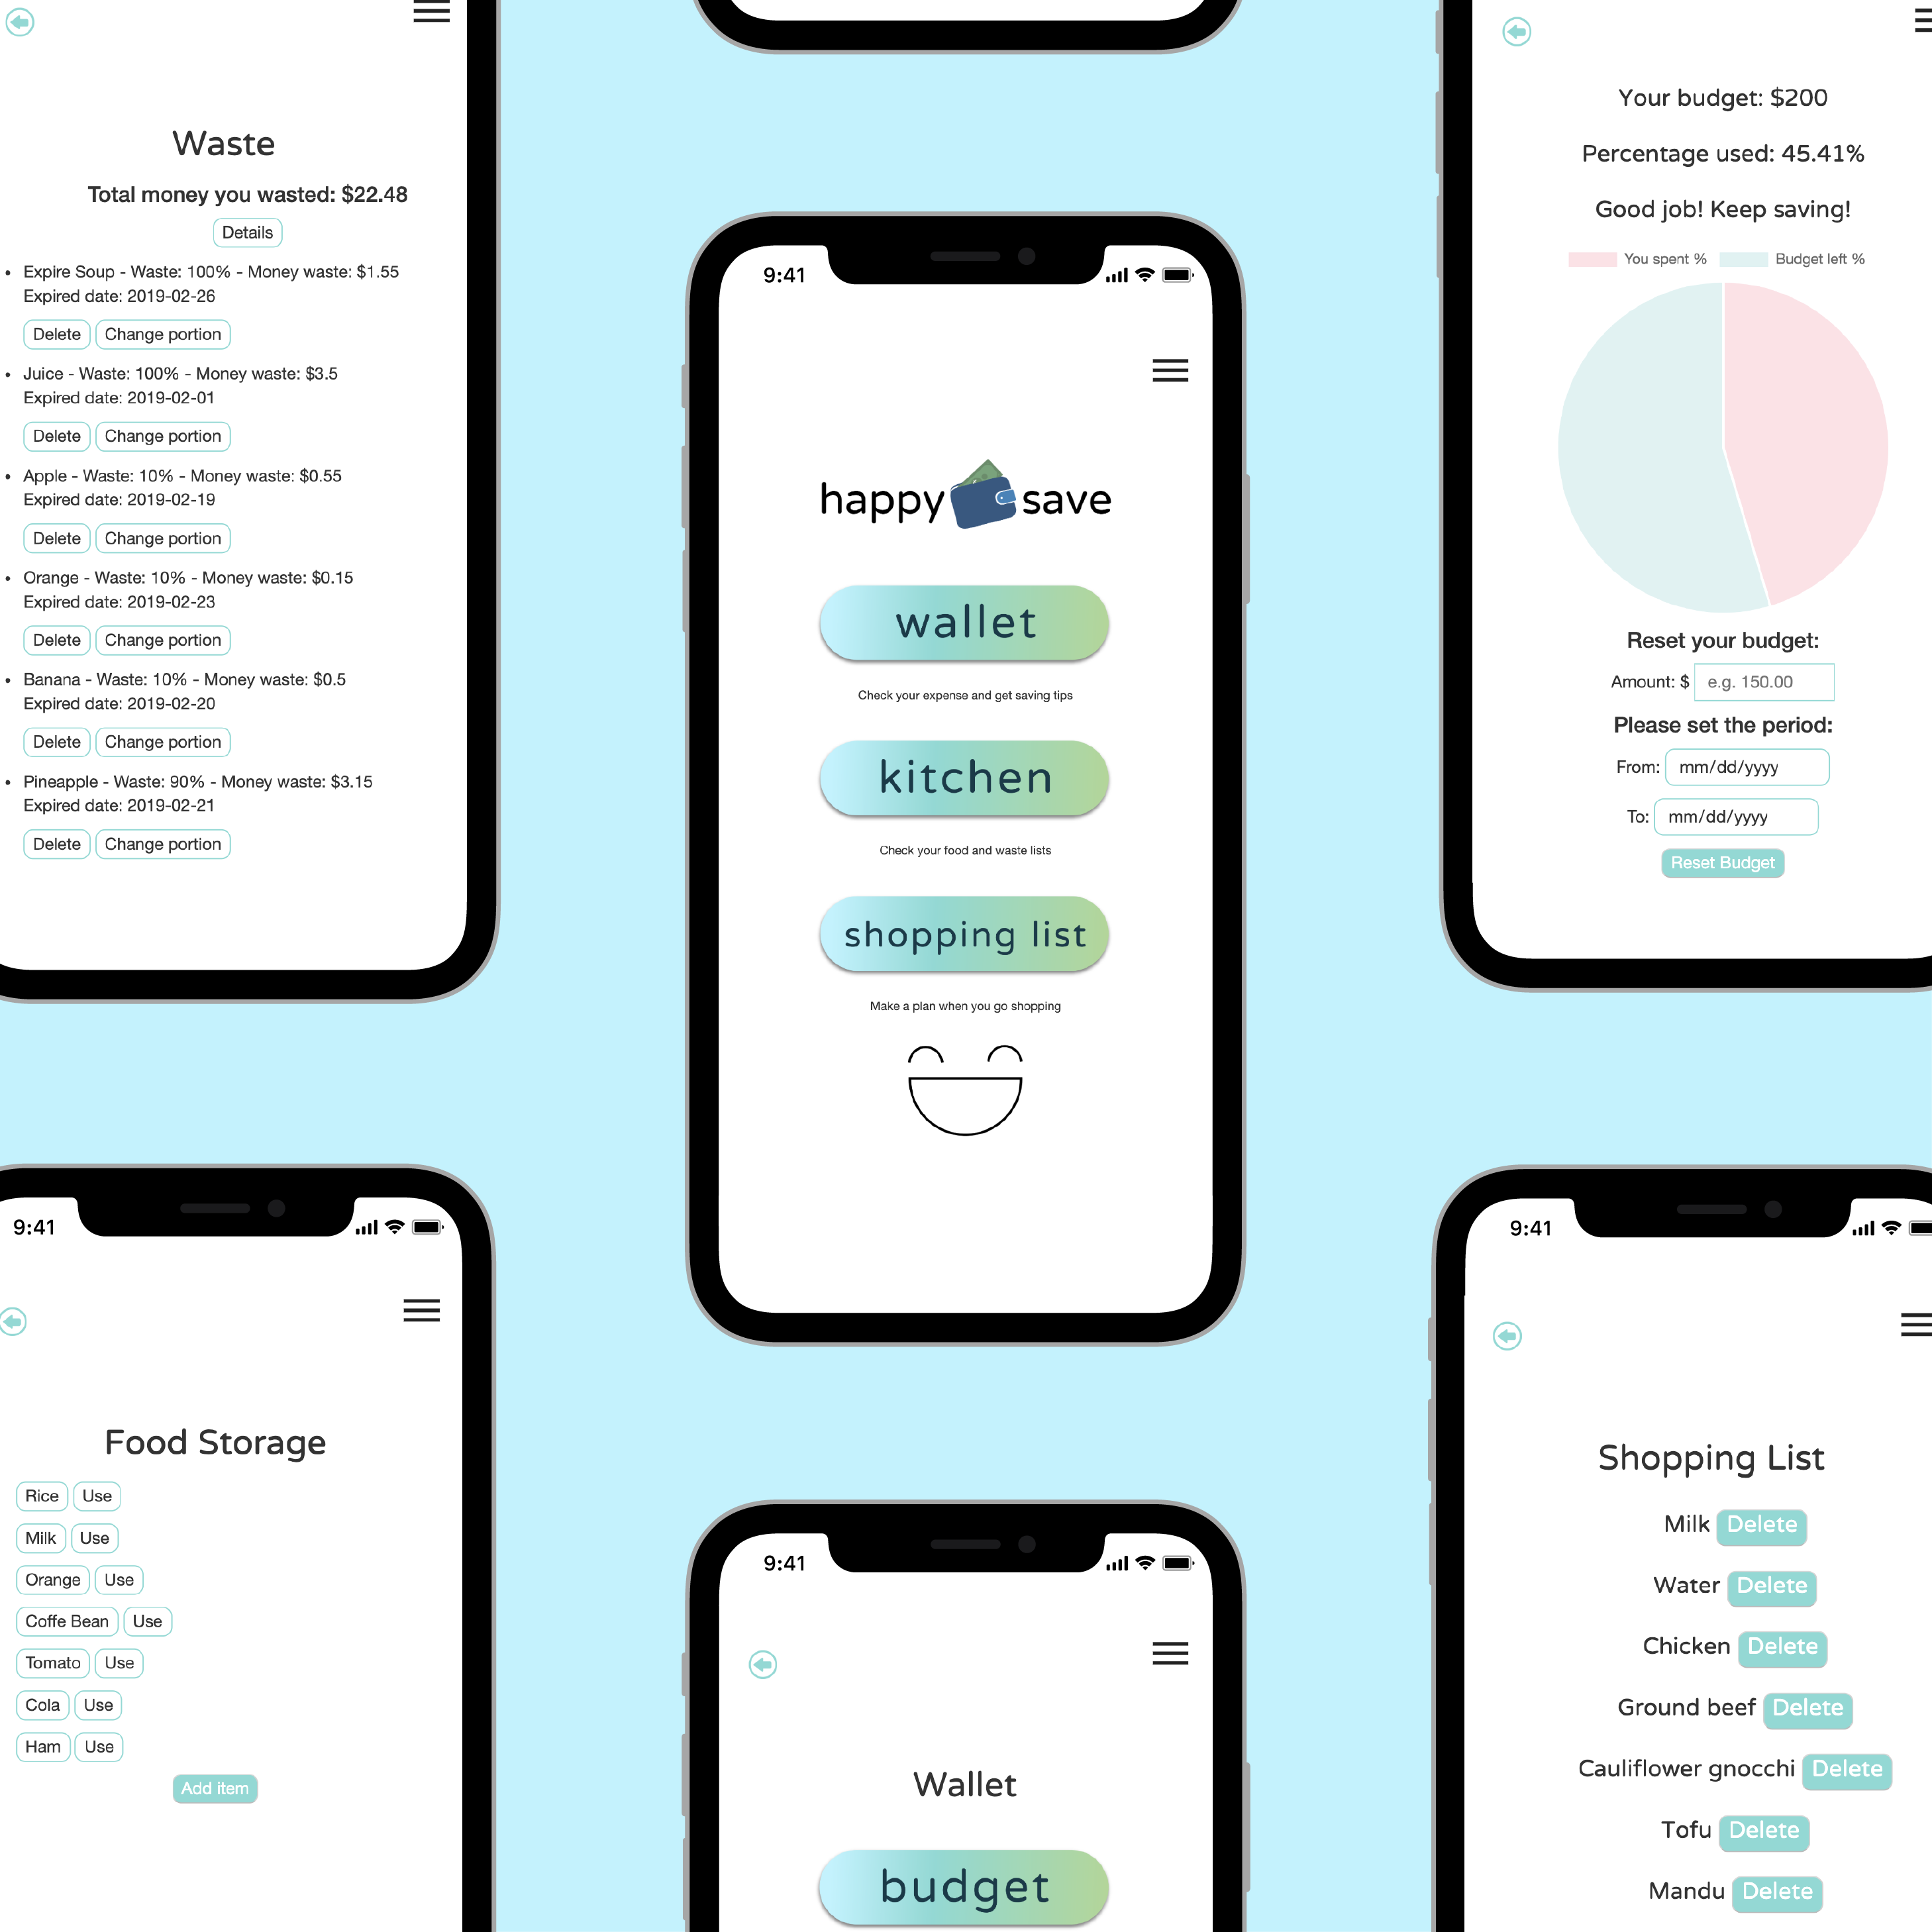 Waste
Total money you wasted: $22.48
Details
• Expire Soup - Waste: 100% - Money waste: $1.55
Expired date: 2019-02-26
Delete Change portion
• Juice - Waste: 100% - Money waste: $3.5
Expired date: 2019-02-01
Delete Change portion
• Apple - Waste: 10% - Money waste: $0.55
Expired date: 2019-02-19
Delete Change portion
• Orange - Waste: 10% - Money waste: $0.15
Expired date: 2019-02-23
Delete Change portion
• Banana - Waste: 10% - Money waste: $0.5
Expired date: 2019-02-20
Delete Change portion
• Pineapple - Waste: 90% - Money waste: $3.15
Expired date: 2019-02-21
Delete Change portion
9:41
happy save
wallet
Check your expense and get saving tips
kitchen
Check your food and waste lists
shopping list
Make a plan when you go shopping
Your budget: $200
Percentage used: 45.41%
Good job! Keep saving!
You spent % Budget left %
Reset your budget:
Amount: $ e.g. 150.00
Please set the period:
From: mm/dd/yyyy
To: mm/dd/yyyy
Reset Budget
9:41
Food Storage
Rice Use
Milk Use
Orange Use
Coffe Bean Use
Tomato Use
Cola Use
Ham Use
Add item
9:41
Wallet
budget
9:41
Shopping List
Milk Delete
Water Delete
Chicken Delete
Ground beef Delete
Cauliflower gnocchi Delete
Tofu Delete
Mandu Delete